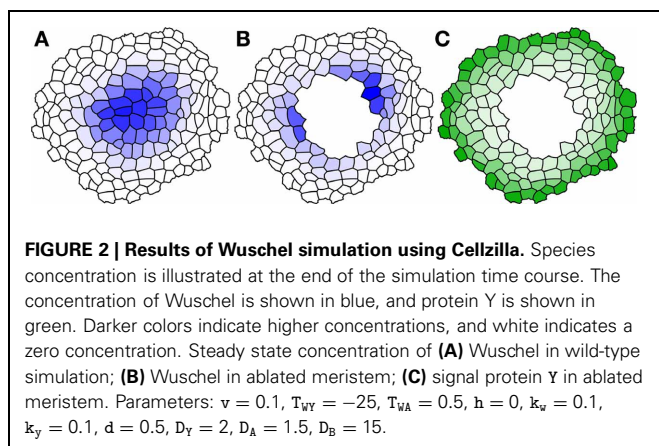 A B C
FIGURE 2 | Results of Wuschel simulation using Cellzilla. Species
concentration is illustrated at the end of the simulation time course. The
concentration of Wuschel is shown in blue, and protein Y is shown in
green. Darker colors indicate higher concentrations, and white indicates a
zero concentration. Steady state concentration of (A) Wuschel in wild-type
simulation; (B) Wuschel in ablated meristem; (C) signal protein Y in ablated
meristem. Parameters: v = 0.1, T_WY = −25, T_WA = 0.5, h = 0, k_w = 0.1,
k_y = 0.1, d = 0.5, D_Y = 2, D_A = 1.5, D_B = 15.